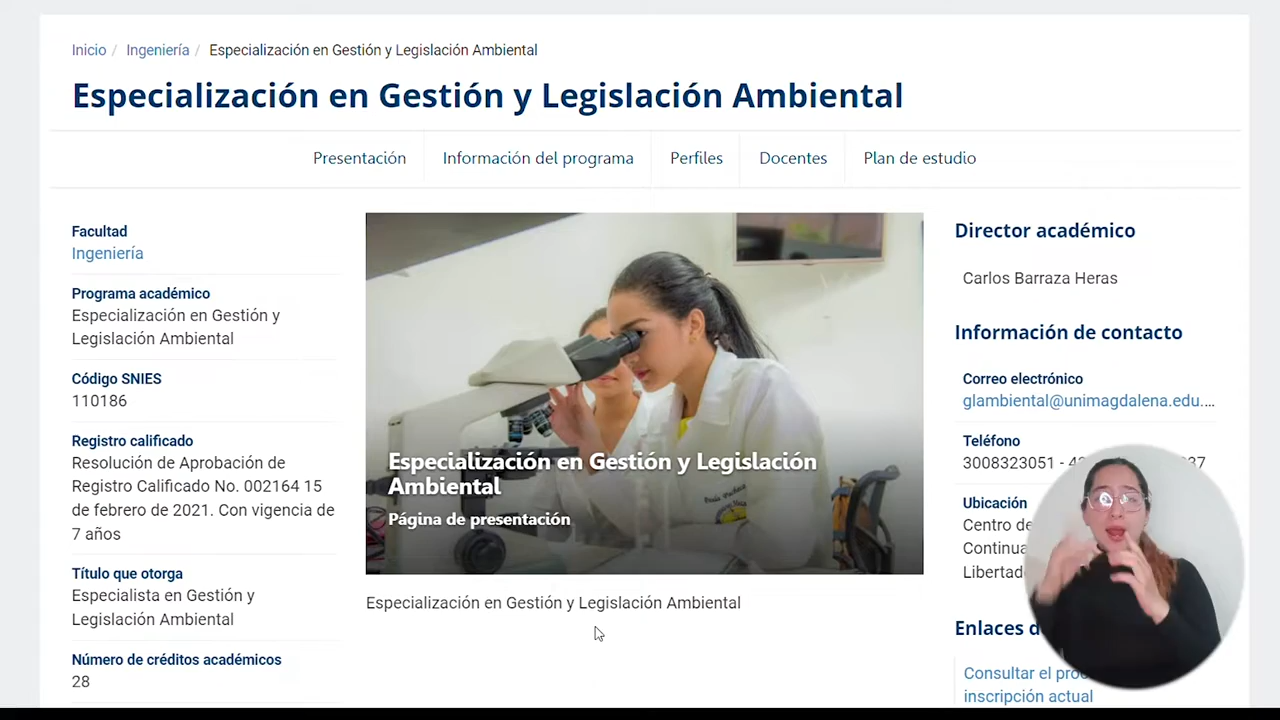 Inicio / Ingeniería / Especialización en Gestión y Legislación Ambiental
Especialización en Gestión y Legislación Ambiental
Presentación
Información del programa
Perfiles
Docentes
Plan de estudio
Facultad
Ingeniería
Programa académico
Especialización en Gestión y
Legislación Ambiental
Código SNIES
110186
Registro calificado
Resolución de Aprobación de
Registro Calificado No. 002164 15
de febrero de 2021. Con vigencia de
7 años
Título que otorga
Especialista en Gestión y
Legislación Ambiental
Número de créditos académicos
28
Especialización en Gestión y Legislación
Ambiental
Página de presentación
Especialización en Gestión y Legislación Ambiental
Director académico
Carlos Barraza Heras
Información de contacto
Correo electrónico
glambiental@unimagdalena.edu....
Teléfono
3008323051 -
Ubicación
Centro de
Enlaces
Consultar el
inscripción actual